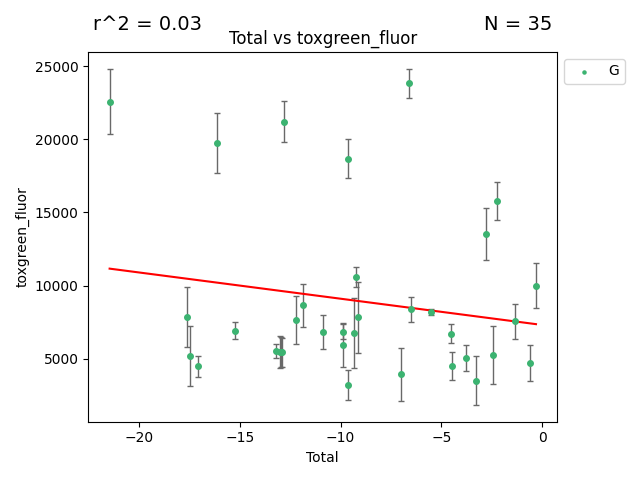 r^2 = 0.03
N = 35
Total vs toxgreen_fluor
G
25000
20000
15000
10000
5000
toxgreen_fluor
−20
−15
−10
−5
0
Total